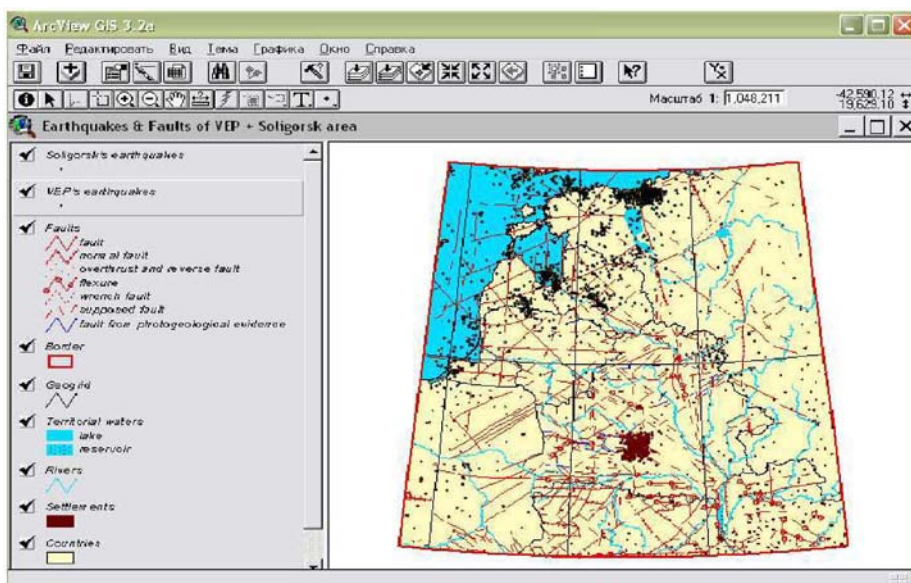 ArcView GIS 3.2a
Файл Редактировать Вид Тема Графика Окно Справка
Масштаб 1: 1,048,211
-42,590.12
19,629.10
Earthquakes & Faults of VEP + Soligorsk area
Soligorsk's earthquakes
VEP's earthquakes
Faults
fault
normal fault
overthrust and reverse fault
flexure
wrench fault
supposed fault
fault from photogeological evidence
Border
Geogrid
Territorial waters
lake
reservoir
Rivers
Settlements
Countries